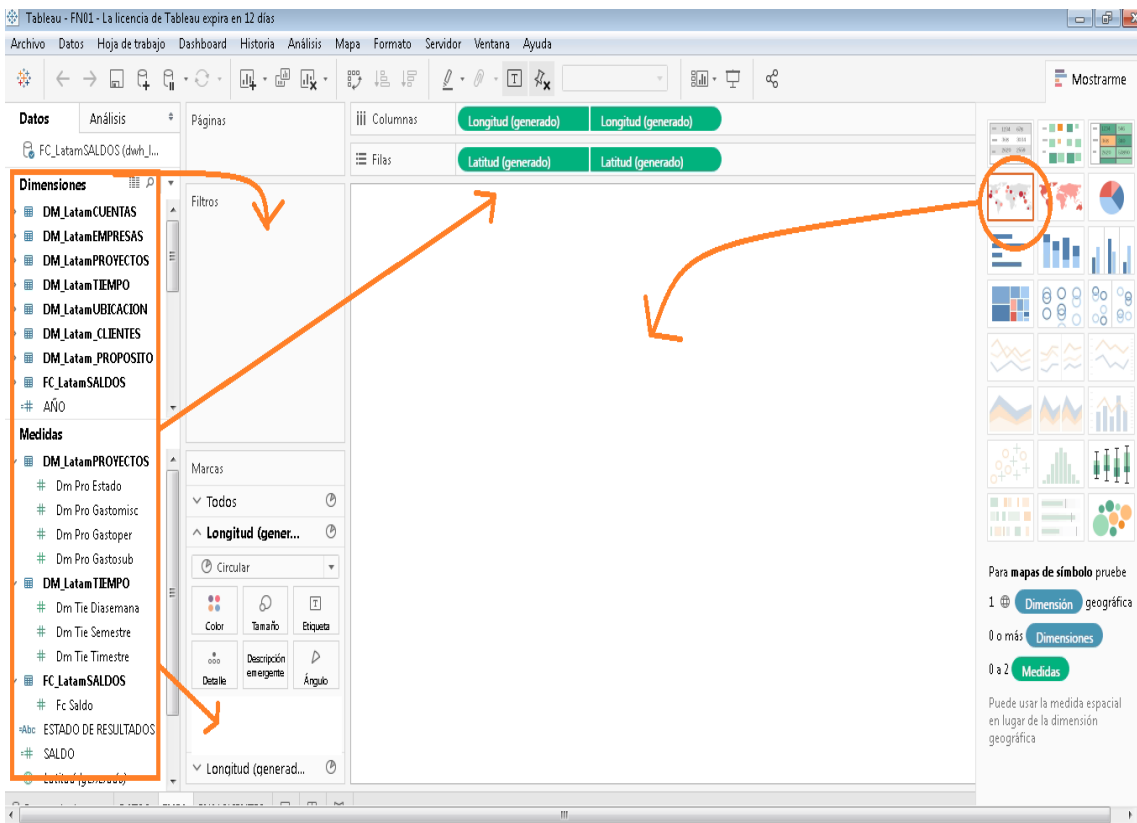 Tableau - FN01 - La licencia de Tableau expira en 12 días
Archivo Datos Hoja de trabajo Dashboard Historia Análisis Mapa Formato Servidor Ventana Ayuda
Mostrarme
Datos Análisis
FC_LatamSALDOS (dwh_l...
Dimensiones
DM_LatamCUENTAS
DM_LatamEMPRESAS
DM_LatamPROYECTOS
DM_LatamTIEMPO
DM_LatamUBICACION
DM_Latam_CLIENTES
DM_Latam_PROPOSITO
FC_LatamSALDOS
AÑO
Medidas
DM_LatamPROYECTOS
Dm Pro Estado
Dm Pro Gastomisc
Dm Pro Gastoper
Dm Pro Gastosub
DM_LatamTIEMPO
Dm Tie Diasemana
Dm Tie Semestre
Dm Tie Timestre
FC_LatamSALDOS
Fc Saldo
ESTADO DE RESULTADOS
SALDO
Latitud (generado)
Páginas
Filtros
Marcas
Todos
Longitud (gener...
Circular
Color Tamaño Etiqueta
Detalle Descripción emergente Ángulo
Longitud (generad...
Columnas Longitud (generado) Longitud (generado)
Filas Latitud (generado) Latitud (generado)
Para mapas de símbolo pruebe
1 Dimensión geográfica
0 o más Dimensiones
0 a 2 Medidas
Puede usar la medida espacial
en lugar de la dimensión
geográfica